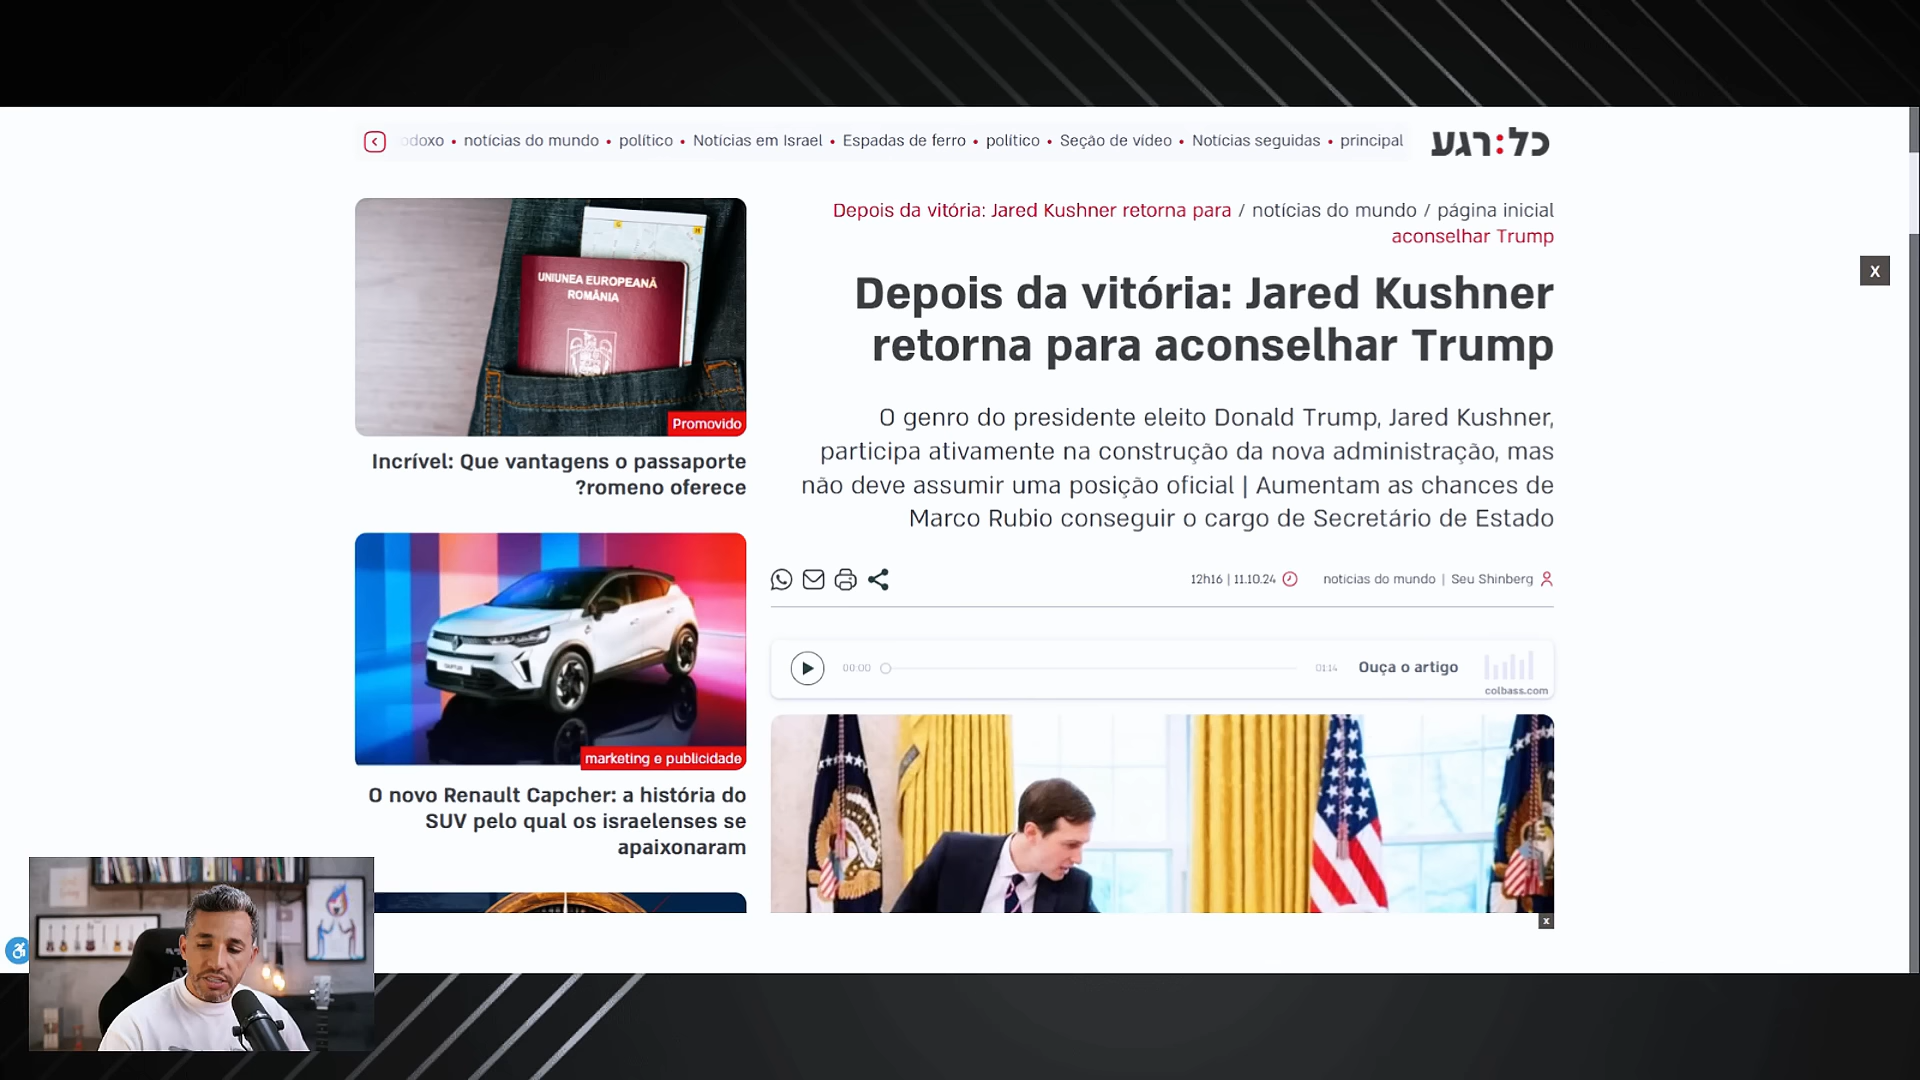 odoxo • notícias do mundo • político • Notícias em Israel • Espadas de ferro • político • Seção de vídeo • Notícias seguidas • principal
כל:רגע
Depois da vitória: Jared Kushner retorna para / notícias do mundo / página inicial
aconselhar Trump
Depois da vitória: Jared Kushner
retorna para aconselhar Trump
O genro do presidente eleito Donald Trump, Jared Kushner,
participa ativamente na construção da nova administração, mas
não deve assumir uma posição oficial | Aumentam as chances de
Marco Rubio conseguir o cargo de Secretário de Estado
12h16 | 11.10.24 notícias do mundo | Seu Shinberg
00:00 01:14 Ouça o artigo
colbass.com
UNIUNEA EUROPEANĂ
ROMÂNIA
Promovido
Incrível: Que vantagens o passaporte
?romeno oferece
marketing e publicidade
O novo Renault Capcher: a história do
SUV pelo qual os israelenses se
apaixonaram
X
x